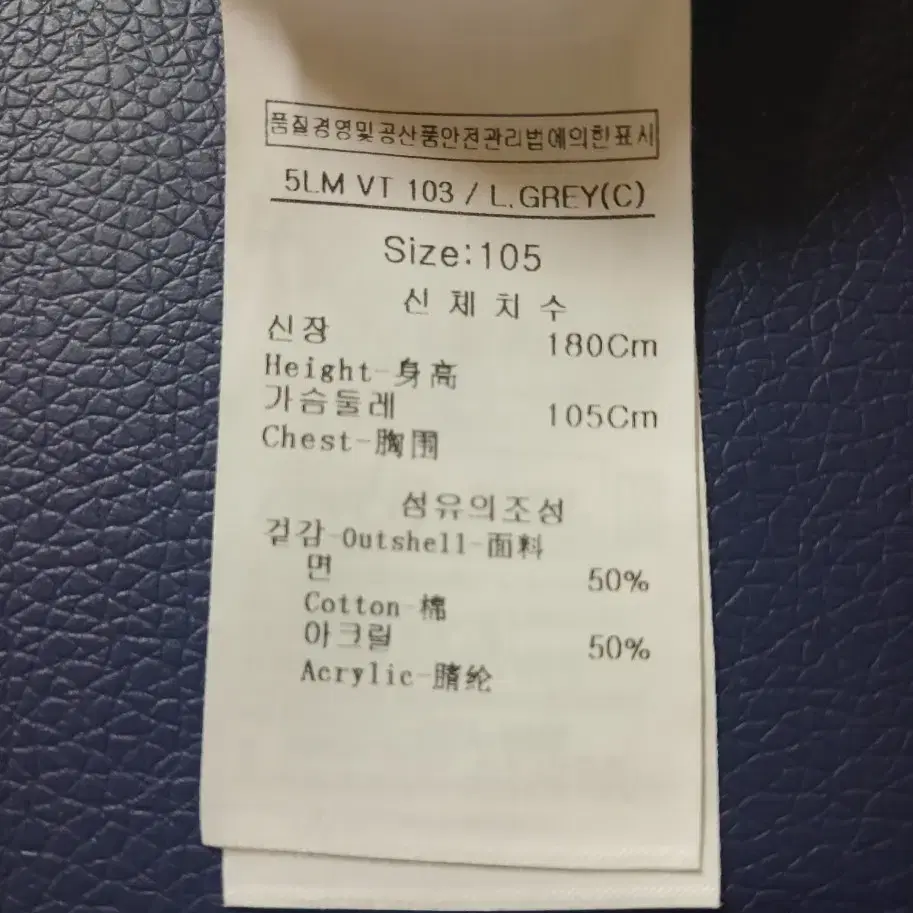 품질경영및공산품안전관리법에의한표시
5LM VT 103 / L.GREY(C)
Size:105
신 체 치 수
신장 180Cm
Height-身高
가슴둘레 105Cm
Chest-胸围
섬유의조성
겉감-Outshell-面料
면 50%
Cotton-棉
아크릴 50%
Acrylic-腈纶